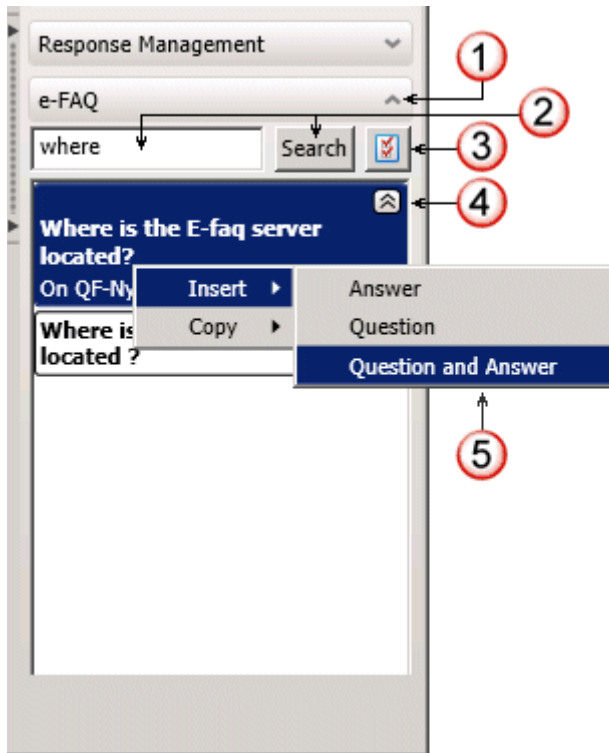 Response Management
1
e-FAQ
2
where
Search
3
4
Where is the E-faq server
located?
On QF-Ny
Insert
Answer
Where is
Copy
Question
located ?
Question and Answer
5